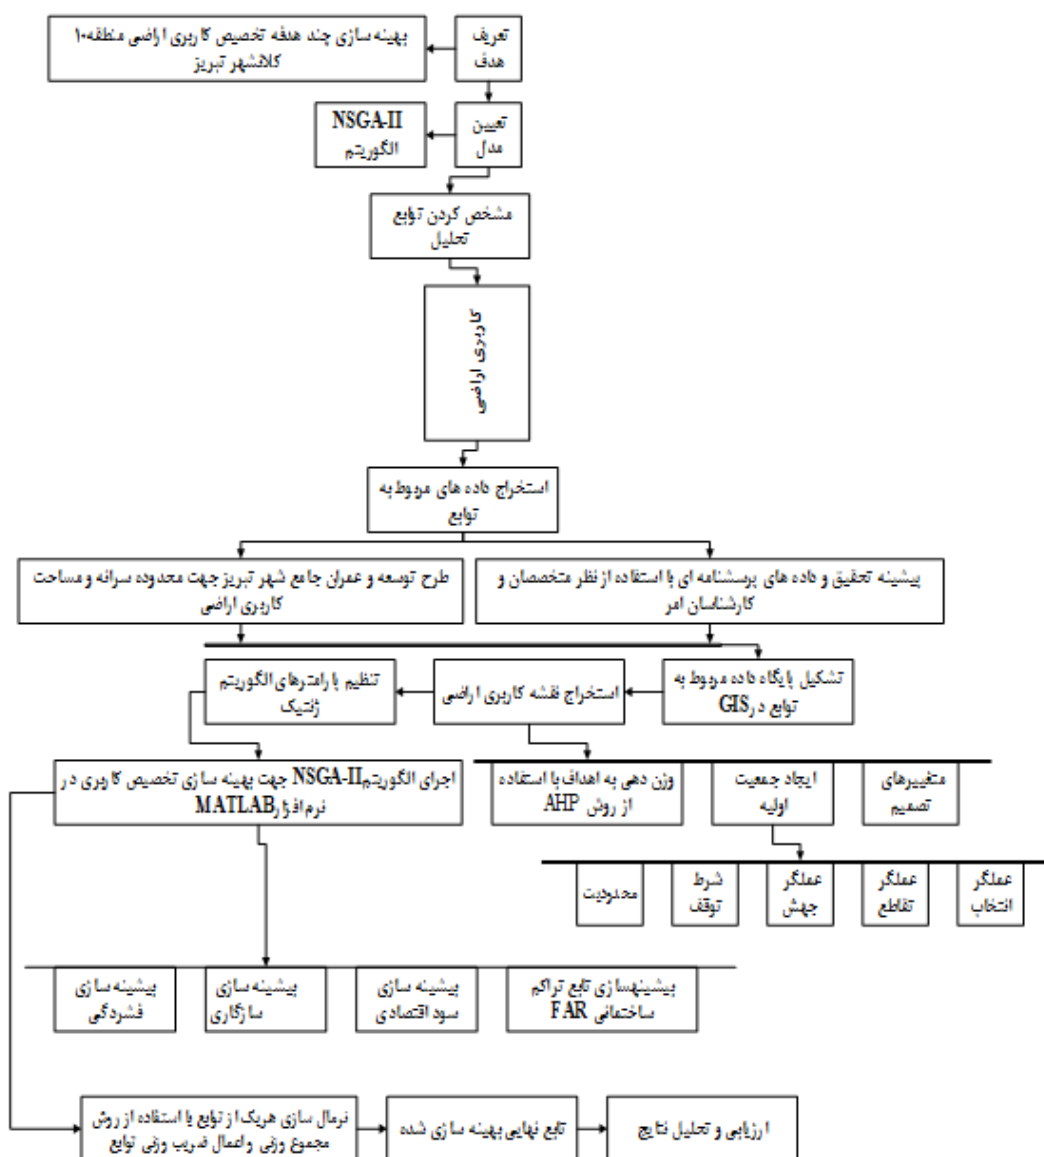 تعریف
هدف
بهینه سازی چند هدفه تخصیص کاربری اراضی منطقه۱۰
کلانشهر تبریز
تعیین
مدل
NSGA-II
الگوریتم
مشخص کردن توابع
تحلیل
کاربری اراضی
استخراج داده های مربوط به
توابع
پیشینه تحقیق و داده های پرسشنامه ای با استفاده از نظر متخصصان و
کارشناسان امر
طرح توسعه و عمران جامع شهر تبریز جهت محدوده سرانه و مساحت
کاربری اراضی
تشکیل پایگاه داده مربوط به
توابع در GIS
استخراج نقشه کاربری اراضی
تنظیم پارامترهای الگوریتم
ژنتیک
متغییرهای
تصمیم
ایجاد جمعیت
اولیه
وزن دهی به اهداف با استفاده
از روش AHP
اجرای الگوریتم NSGA-II جهت بهینه سازی تخصیص کاربری در
نرم افزار MATLAB
عملگر
انتخاب
عملگر
تقاطع
عملگر
جهش
شرط
توقف
محدودیت
پیشینهسازی تابع تراکم
ساختمانی FAR
پیشینه سازی
سود اقتصادی
پیشینه سازی
سازگاری
پیشینه سازی
فشردگی
نرمال سازی هریک از توابع با استفاده از روش
مجموع وزنی و اعمال ضریب وزنی توابع
تابع نهایی بهینه سازی شده
ارزیابی و تحلیل نتایج